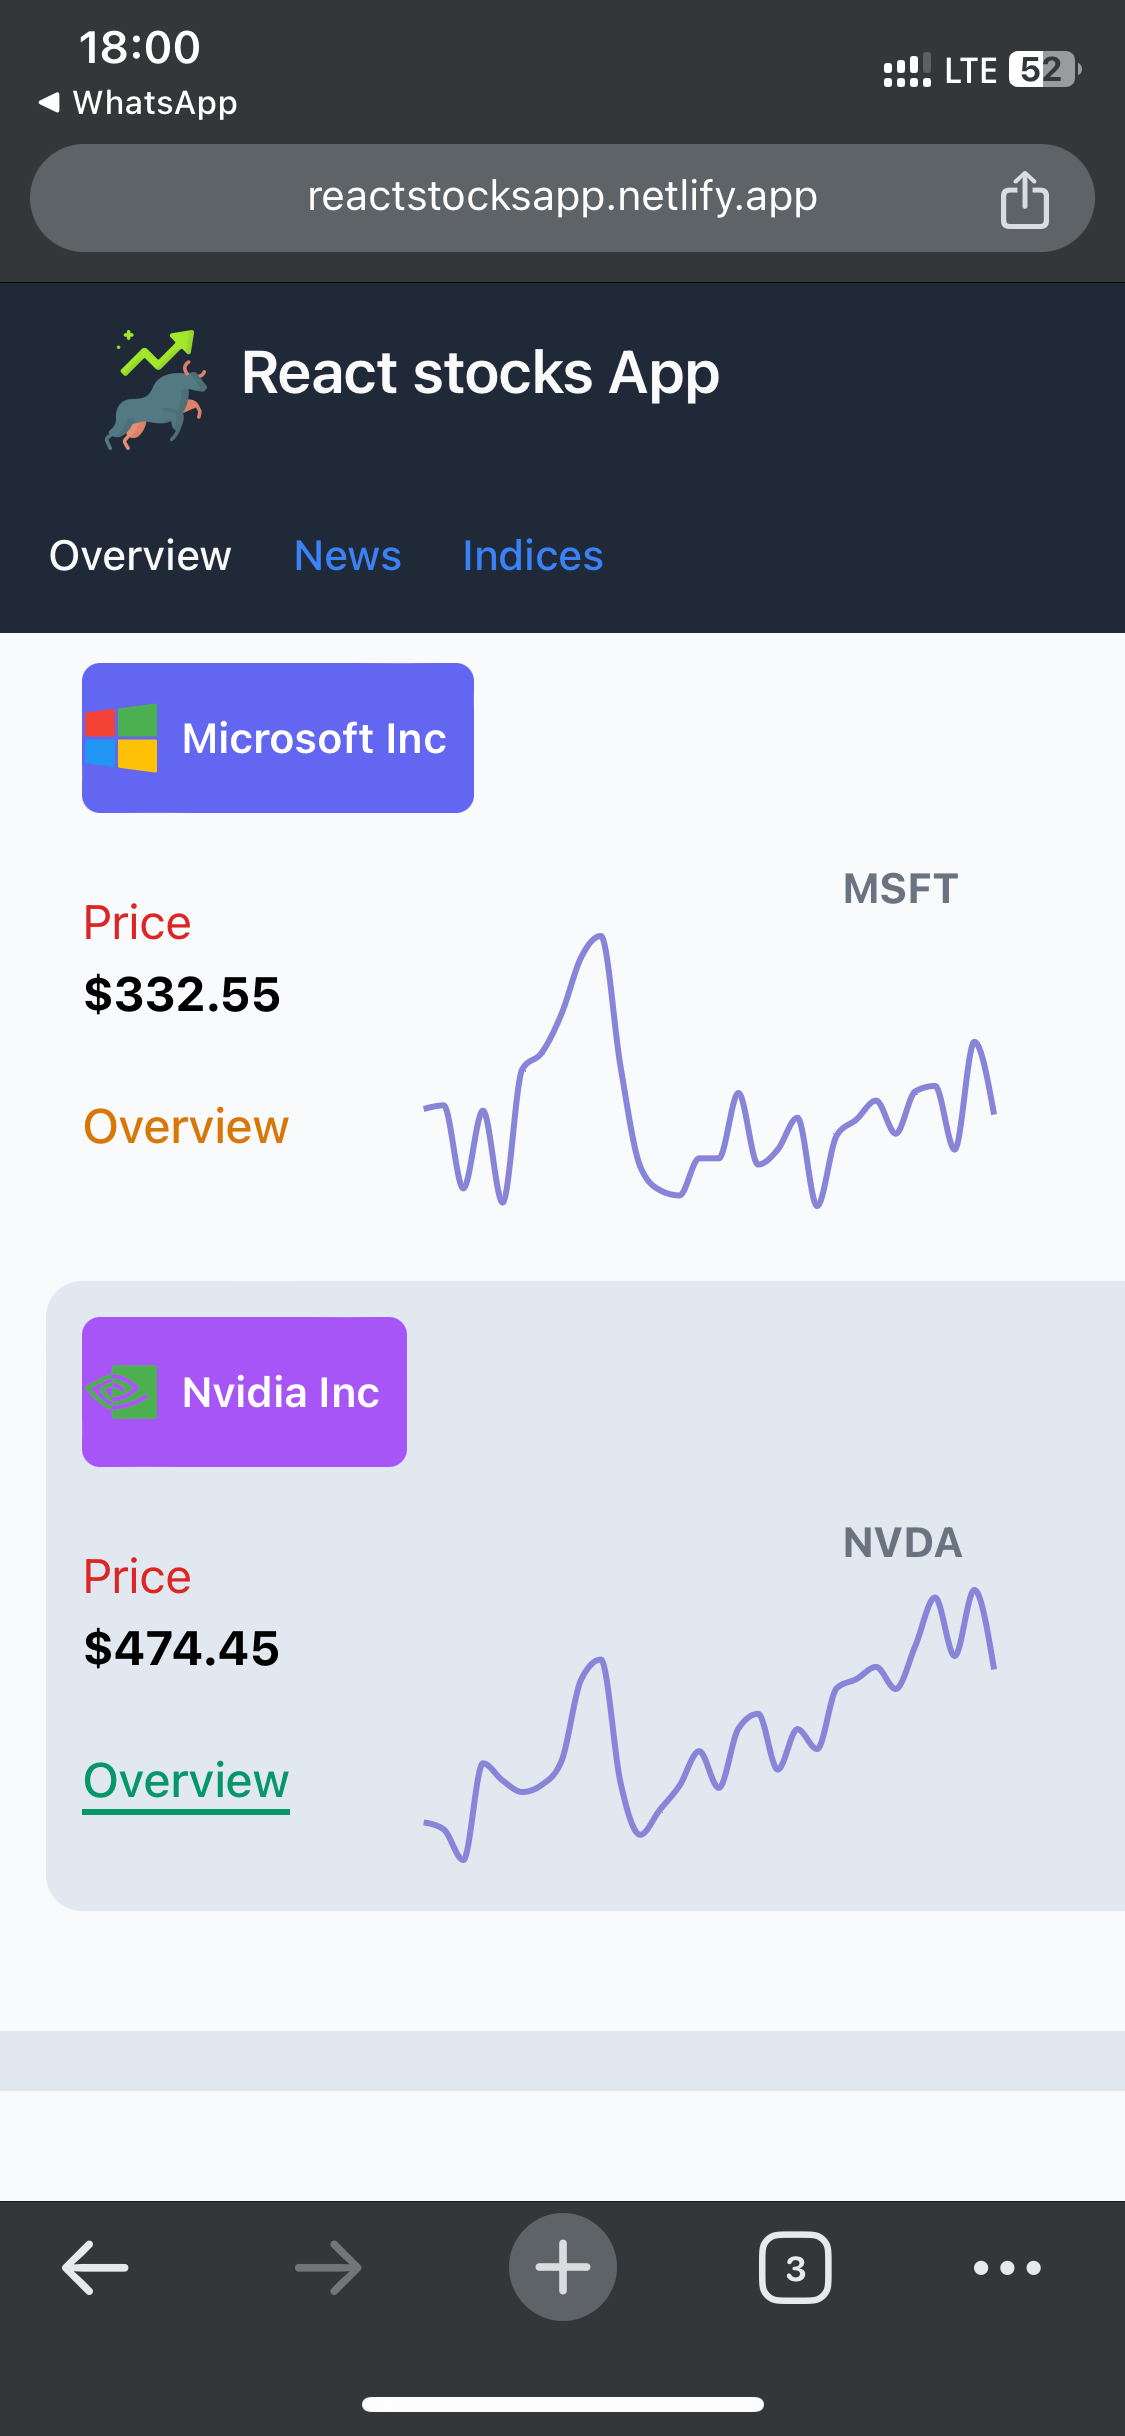 18:00
LTE 52
WhatsApp
reactstocksapp.netlify.app
React stocks App
Overview News Indices
Microsoft Inc
MSFT
Price
$332.55
Overview
Nvidia Inc
NVDA
Price
$474.45
Overview
3